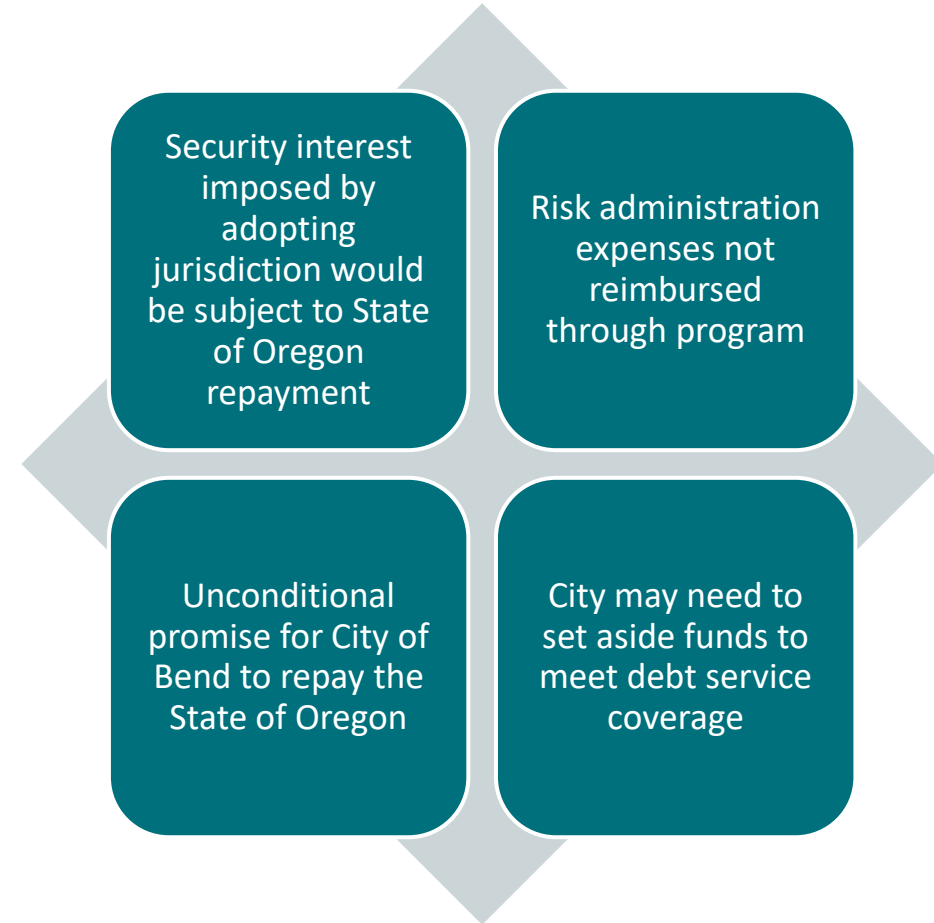 Security interest
imposed by
adopting
jurisdiction would
be subject to State
of Oregon
repayment
Risk administration
expenses not
reimbursed
through program
Unconditional
promise for City of
Bend to repay the
State of Oregon
City may need to
set aside funds to
meet debt service
coverage